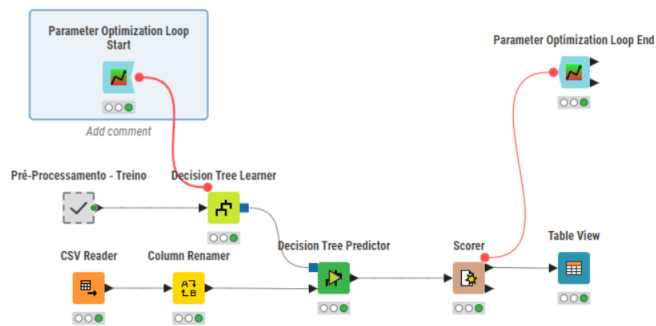 Parameter Optimization Loop
Start
Parameter Optimization Loop End
Add comment
Pré-Processamento - Treino
Decision Tree Learner
CSV Reader
Column Renamer
Decision Tree Predictor
Scorer
Table View